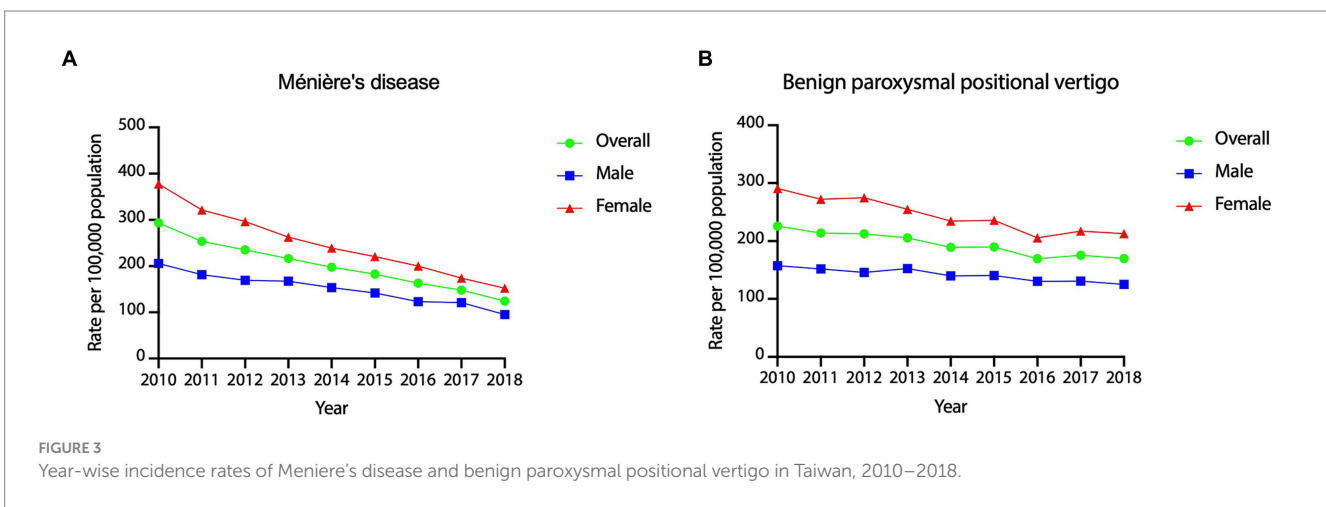 A
Ménière's disease
Rate per 100,000 population
500
400
300
200
100
0
2010 2011 2012 2013 2014 2015 2016 2017 2018
Year
Overall
Male
Female
B
Benign paroxysmal positional vertigo
Rate per 100,000 population
400
300
200
100
0
2010 2011 2012 2013 2014 2015 2016 2017 2018
Year
Overall
Male
Female
FIGURE 3
Year-wise incidence rates of Meniere’s disease and benign paroxysmal positional vertigo in Taiwan, 2010–2018.